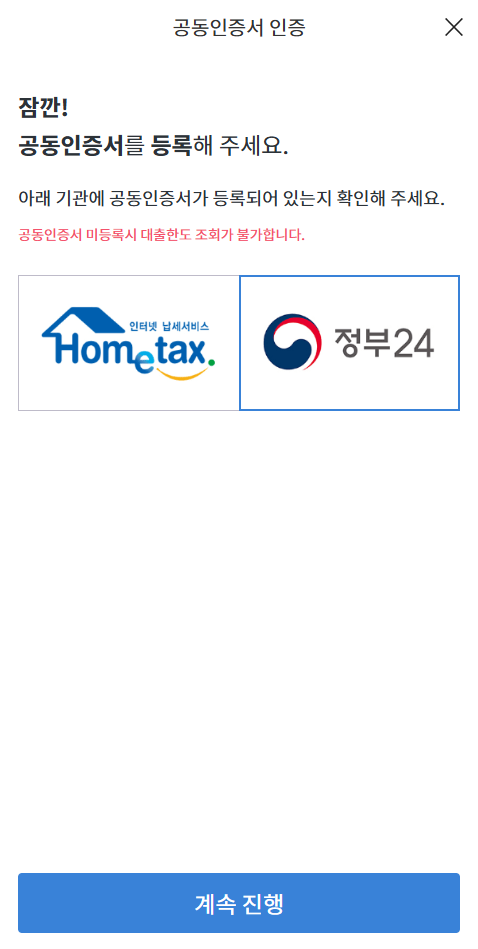 공동인증서 인증
잠깐!
공동인증서를 등록해 주세요.
아래 기관에 공동인증서가 등록되어 있는지 확인해 주세요.
공동인증서 미등록시 대출한도 조회가 불가합니다.
인터넷 납세서비스
Hometax.
정부24
계속 진행